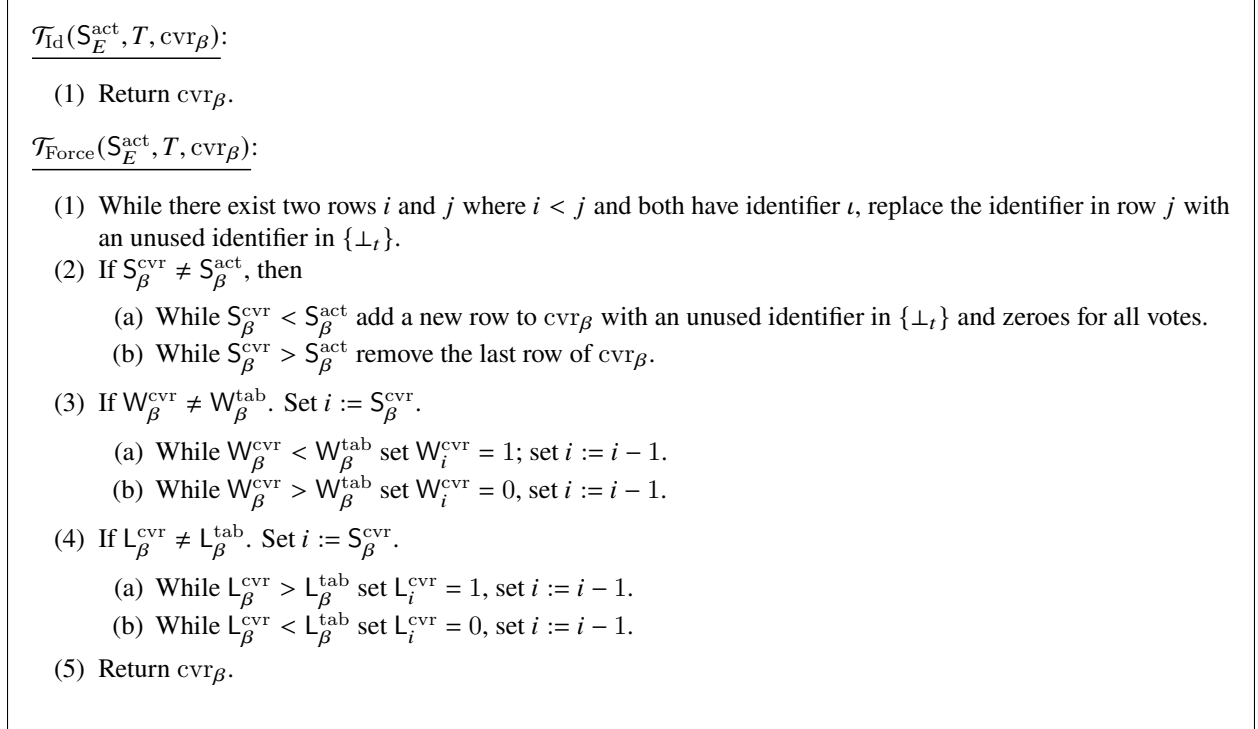 𝒯_Id(S_E^act, T, cvr_β):
(1) Return cvr_β.
𝒯_Force(S_E^act, T, cvr_β):
(1) While there exist two rows i and j where i < j and both have identifier ι, replace the identifier in row j with
an unused identifier in {⊥_t}.
(2) If S_β^cvr ≠ S_β^act, then
(a) While S_β^cvr < S_β^act add a new row to cvr_β with an unused identifier in {⊥_t} and zeroes for all votes.
(b) While S_β^cvr > S_β^act remove the last row of cvr_β.
(3) If W_β^cvr ≠ W_β^tab. Set i := S_β^cvr.
(a) While W_β^cvr < W_β^tab set W_i^cvr = 1; set i := i − 1.
(b) While W_β^cvr > W_β^tab set W_i^cvr = 0, set i := i − 1.
(4) If L_β^cvr ≠ L_β^tab. Set i := S_β^cvr.
(a) While L_β^cvr > L_β^tab set L_i^cvr = 1, set i := i − 1.
(b) While L_β^cvr < L_β^tab set L_i^cvr = 0, set i := i − 1.
(5) Return cvr_β.